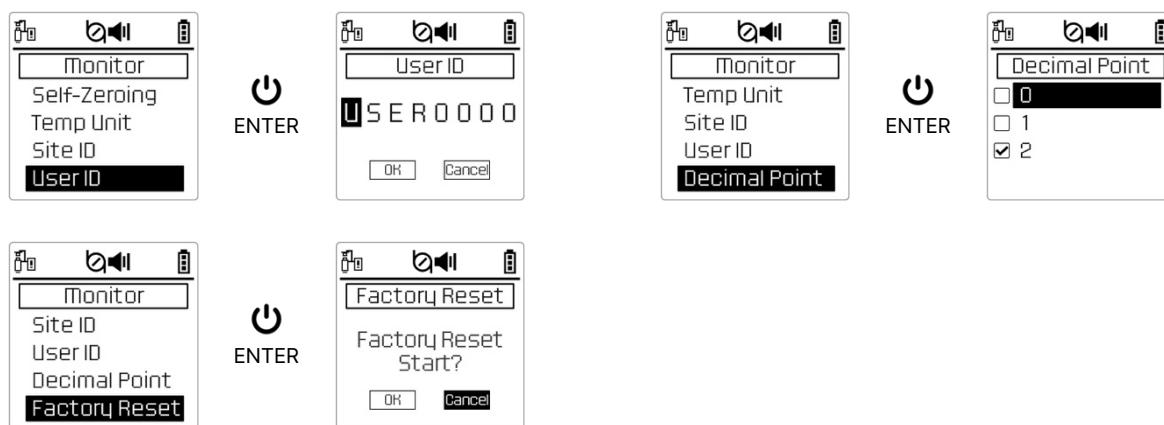 Monitor
Self-Zeroing
Temp Unit
Site ID
User ID
ENTER
User ID
USER0000
OK Cancel
Monitor
Temp Unit
Site ID
User ID
Decimal Point
ENTER
Decimal Point
0
1
2
Monitor
Site ID
User ID
Decimal Point
Factory Reset
ENTER
Factory Reset
Factory Reset
Start?
OK Cancel